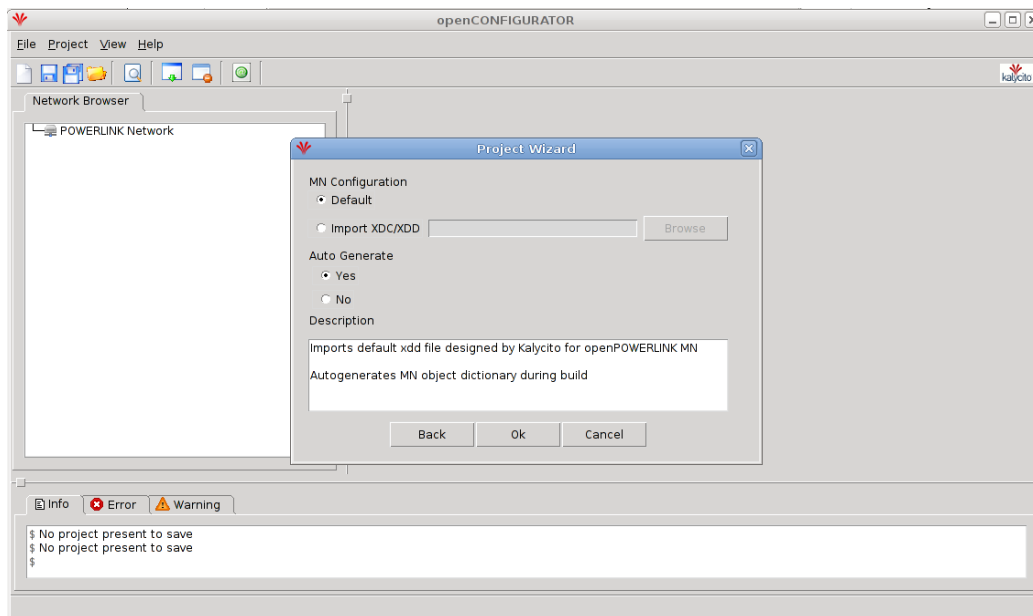 openCONFIGURATOR
File Project View Help
kalycito
Network Browser
POWERLINK Network
Project Wizard
MN Configuration
Default
Import XDC/XDD
Browse
Auto Generate
Yes
No
Description
Imports default xdd file designed by Kalycito for openPOWERLINK MN
Autogenerates MN object dictionary during build
Back Ok Cancel
Info Error Warning
$ No project present to save
$ No project present to save
$